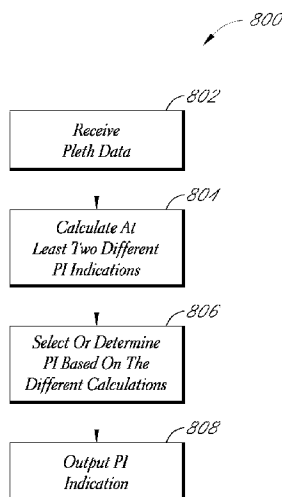 800
802
Receive
Pleth Data
804
Calculate At
Least Two Different
PI Indications
806
Select Or Determine
PI Based On The
Different Calculations
808
Output PI
Indication